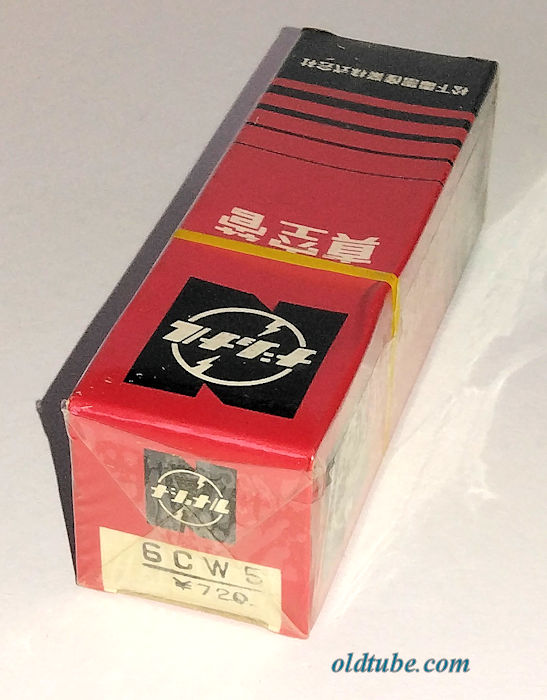 松下電器産業株式会社
真空管
ナショナル
ナショナル
6CW5
¥720.
oldtube.com